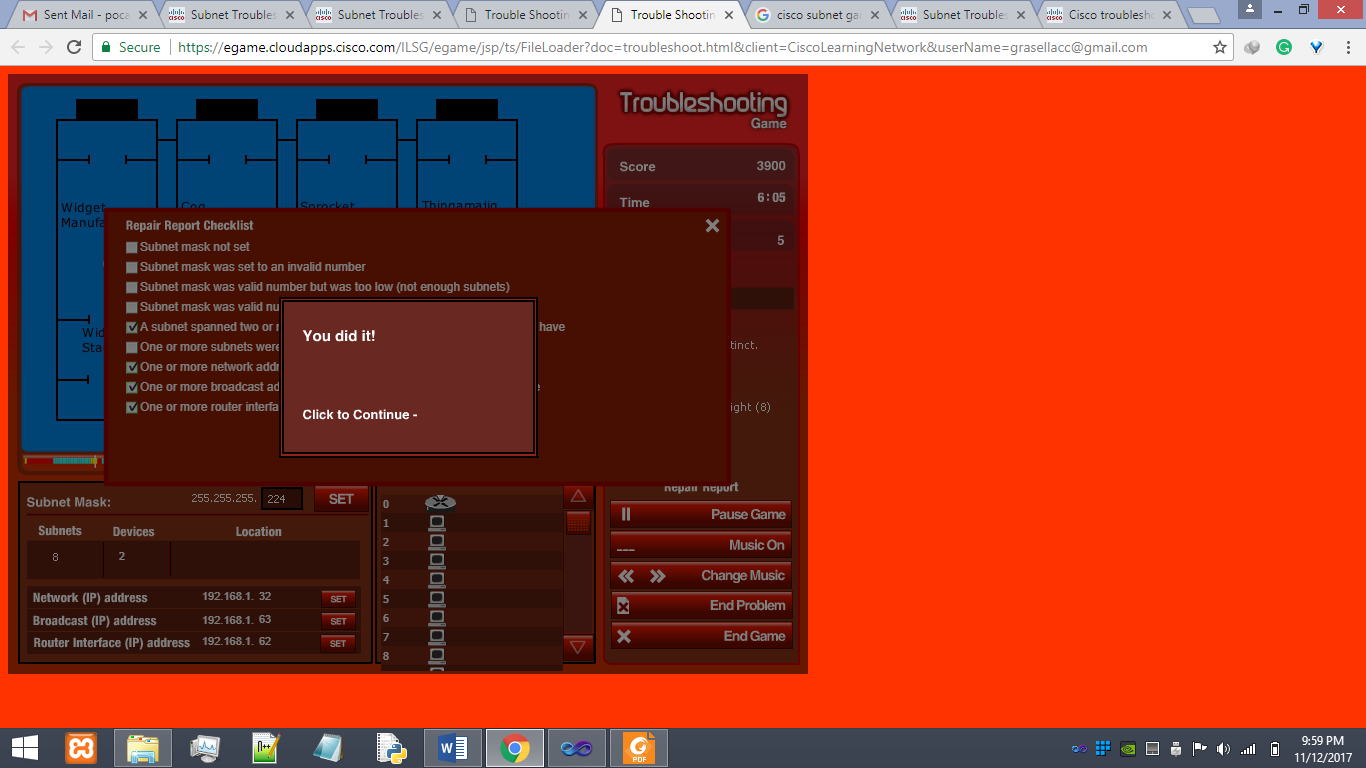 Sent Mail - poca
Subnet Troubles
Subnet Troubles
Trouble Shootin
Trouble Shootin
cisco subnet ga
Subnet Troubles
Cisco troublesho
Secure
https://egame.cloudapps.cisco.com/ILSG/egame/jsp/ts/FileLoader?doc=troubleshoot.html&client=CiscoLearningNetwork&userName=grasellacc@gmail.com
Troubleshooting
Game
Score 3900
Time 6:05
5
Widget
Manufa
Cog
Sprocket
Thingamajig
Wid
Sta
Repair Report Checklist
Subnet mask not set
Subnet mask was set to an invalid number
Subnet mask was valid number but was too low (not enough subnets)
Subnet mask was valid nu
A subnet spanned two or have
One or more subnets were
One or more network addr
One or more broadcast ad
One or more router interfa
You did it!
Click to Continue -
tinct.
ight (8)
Repair Report
Subnet Mask: 255.255.255. 224 SET
Subnets Devices Location
8 2
Network (IP) address 192.168.1. 32 SET
Broadcast (IP) address 192.168.1. 63 SET
Router Interface (IP) address 192.168.1. 62 SET
0
1
2
3
4
5
6
7
8
Pause Game
Music On
Change Music
End Problem
End Game
9:59 PM
11/12/2017